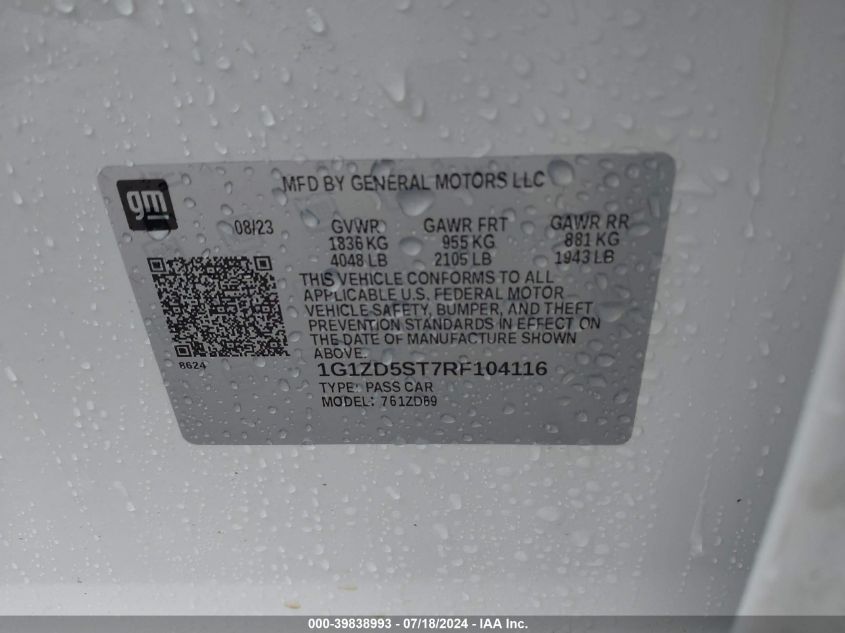 gm
MFD BY GENERAL MOTORS LLC
08/23 GVWR GAWR FRT GAWR RR
1836 KG 955 KG 881 KG
4048 LB 2105 LB 1943 LB
THIS VEHICLE CONFORMS TO ALL
APPLICABLE U.S. FEDERAL MOTOR
VEHICLE SAFETY, BUMPER, AND THEFT
PREVENTION STANDARDS IN EFFECT ON
THE DATE OF MANUFACTURE SHOWN
ABOVE.
8624
1G1ZD5ST7RF104116
TYPE: PASS CAR
MODEL: 761ZD69
000-39838993 - 07/18/2024 - IAAI.COM